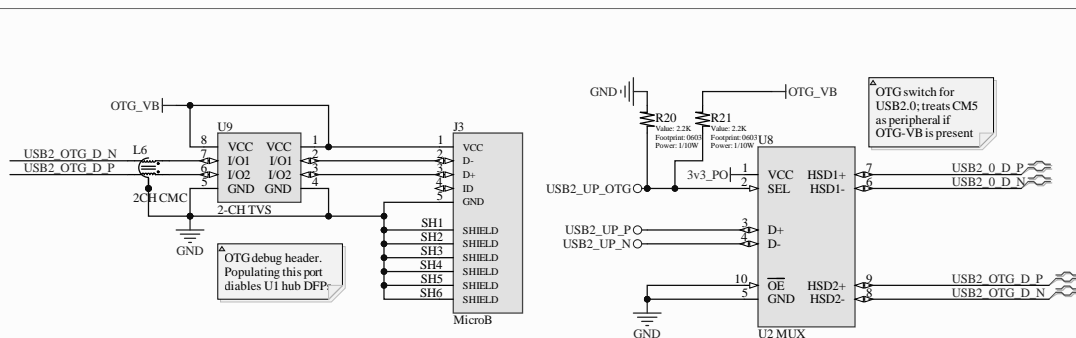 OTG_VB
U9
8 VCC VCC 1
7 I/O1 I/O1 2
6 I/O2 I/O2 3
5 GND GND 4
2-CH TVS
L6
USB2_OTG_D_N
USB2_OTG_D_P
2CH CMC
GND
OTG debug header.
Populating this port
diables U1 hub DFP.
J3
1 VCC
2 D-
3 D+
4 ID
5 GND
SH1 SHIELD
SH2 SHIELD
SH3 SHIELD
SH4 SHIELD
SH5 SHIELD
SH6 SHIELD
MicroB
GND
R20
Value: 2.2K
Footprint: 0603
Power: 1/10W
R21
Value: 2.2K
Footprint: 0603
Power: 1/10W
OTG_VB
OTG switch for
USB2.0; treats CM5
as peripheral if
OTG-VB is present
U8
3v3_PO 1 VCC HSD1+ 7 USB2_0_D_P
USB2_UP_OTG 2 SEL HSD1- 6 USB2_0_D_N
USB2_UP_P 3 D+
USB2_UP_N 4 D-
10 OE HSD2+ 9 USB2_OTG_D_P
5 GND HSD2- 8 USB2_OTG_D_N
GND
U2 MUX